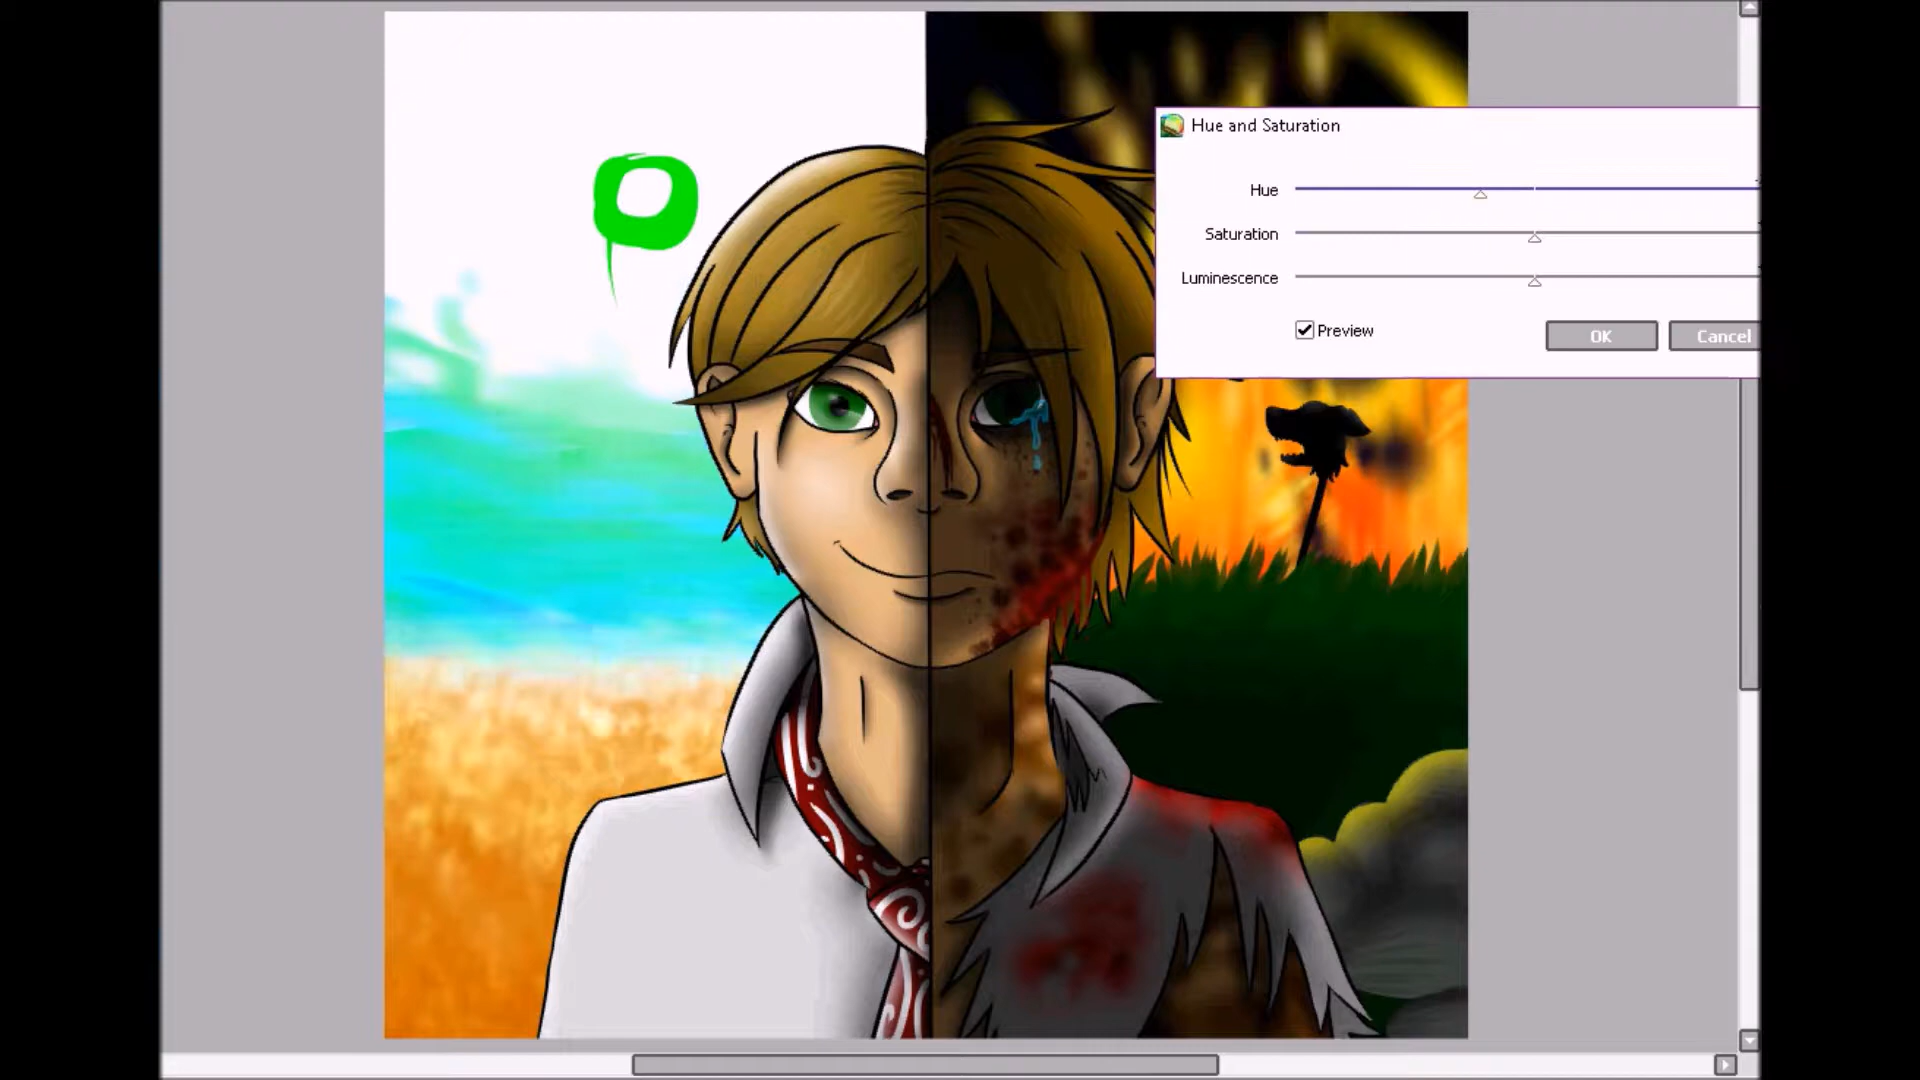 Hue and Saturation
Hue
Saturation
Luminescence
Preview
OK
Cancel